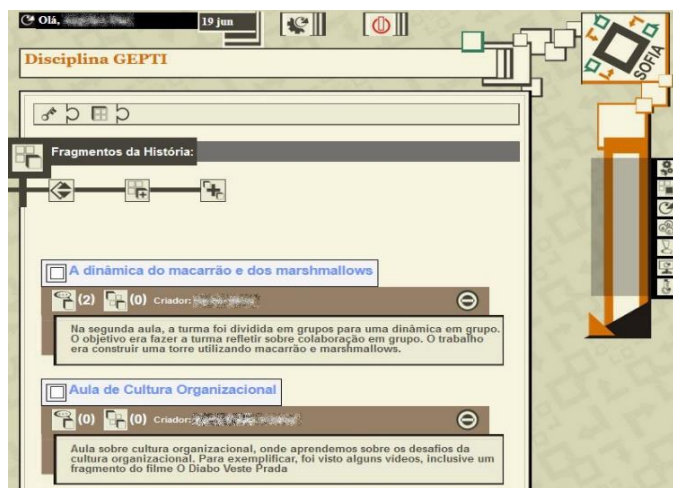 Olá,
19 jun
SOFIA
Disciplina GEPTI
Fragmentos da História:
A dinâmica do macarrão e dos marshmallows
(2) (0) Criador:
Na segunda aula, a turma foi dividida em grupos para uma dinâmica em grupo.
O objetivo era fazer a turma refletir sobre colaboração em grupo. O trabalho
era construir uma torre utilizando macarrão e marshmallows.
Aula de Cultura Organizacional
(0) (0) Criador:
Aula sobre cultura organizacional, onde aprendemos sobre os desafios da
cultura organizacional. Para exemplificar, foi visto alguns vídeos, inclusive um
fragmento do filme O Diabo Veste Prada